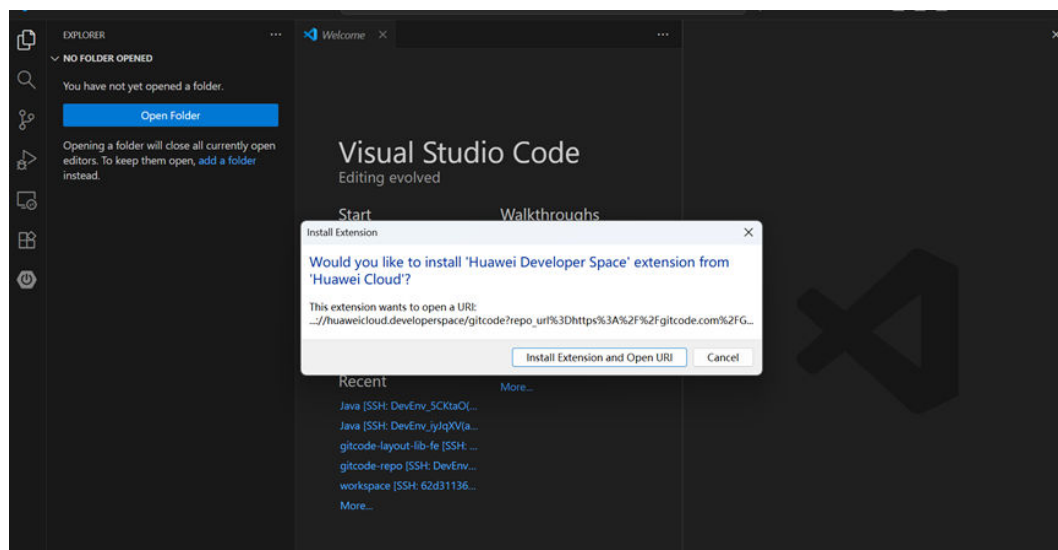 EXPLORER
NO FOLDER OPENED
You have not yet opened a folder.
Open Folder
Opening a folder will close all currently open
editors. To keep them open, add a folder
instead.
Welcome
Visual Studio Code
Editing evolved
Start
Walkthroughs
Install Extension
Would you like to install 'Huawei Developer Space' extension from
'Huawei Cloud'?
This extension wants to open a URI:
...://huaweicloud.developerspace/gitcode?repo_url%3Dhttps%3A%2F%2Fgitcode.com%2FG...
Install Extension and Open URI
Cancel
Recent
More...
Java [SSH: DevEnv_5CKtaO(...
Java [SSH: DevEnv_iyJqXV(a...
gitcode-layout-lib-fe [SSH: ...
gitcode-repo [SSH: DevEnv...
workspace [SSH: 62d31136...
More...